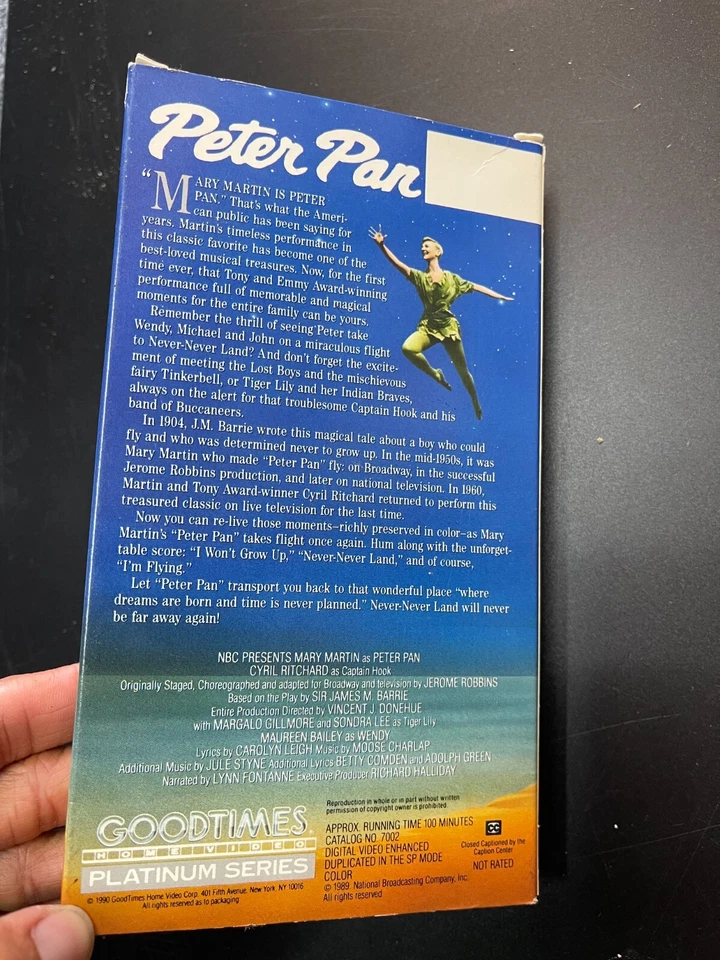 Peter Pan
“MARY MARTIN IS PETER
PAN.” That's what the Ameri-
can public has been saying for
years. Martin's timeless performance in
this classic favorite has become one of the
best-loved musical treasures. Now, for the first
time ever, that Tony and Emmy Award-winning
performance full of memorable and magical
moments for the entire family can be yours.
Remember the thrill of seeing Peter take
Wendy, Michael and John on a miraculous flight
to Never-Never Land? And don't forget the excite-
ment of meeting the Lost Boys and the mischievous
fairy Tinkerbell, or Tiger Lily and her Indian Braves,
always on the alert for that troublesome Captain Hook and his
band of Buccaneers.
In 1904, J.M. Barrie wrote this magical tale about a boy who could
fly and who was determined never to grow up. In the mid-1950s, it was
Mary Martin who made “Peter Pan” fly: on Broadway, in the successful
Jerome Robbins production, and later on national television. In 1960,
Martin and Tony Award-winner Cyril Ritchard returned to perform this
treasured classic on live television for the last time.
Now you can re-live those moments–richly preserved in color–as Mary
Martin's “Peter Pan” takes flight once again. Hum along with the unforget-
table score: “I Won't Grow Up,” “Never-Never Land,” and of course,
“I'm Flying.”
Let “Peter Pan” transport you back to that wonderful place “where
dreams are born and time is never planned.” Never-Never Land will never
be far away again!
NBC PRESENTS MARY MARTIN as PETER PAN
CYRIL RITCHARD as Captain Hook
Originally Staged, Choreographed and adapted for Broadway and television by JEROME ROBBINS
Based on the Play by SIR JAMES M. BARRIE
Entire Production Directed by VINCENT J. DONEHUE
with MARGALO GILLMORE and SONDRA LEE as Tiger Lily
MAUREEN BAILEY as WENDY
Lyrics by CAROLYN LEIGH Music by MOOSE CHARLAP
Additional Music by JULE STYNE Additional Lyrics BETTY COMDEN and ADOLPH GREEN
Narrated by LYNN FONTANNE Executive Producer RICHARD HALLIDAY
GOODTIMES
HOME VIDEO
PLATINUM SERIES
© 1990 GoodTimes Home Video Corp. 401 Fifth Avenue, New York, NY 10016
All rights reserved as to packaging
Reproduction in whole or in part without written
permission of copyright owner is prohibited.
APPROX. RUNNING TIME 100 MINUTES
CATALOG NO. 7002
DIGITAL VIDEO ENHANCED
DUPLICATED IN THE SP MODE
COLOR
© 1989 National Broadcasting Company, Inc.
All rights reserved
CC
Closed Captioned by the
Caption Center
NOT RATED